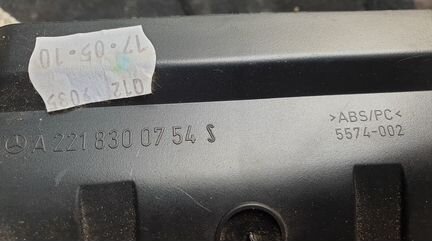 17·05·10
A 221 830 07 54 S
>ABS/PC<
5574-002